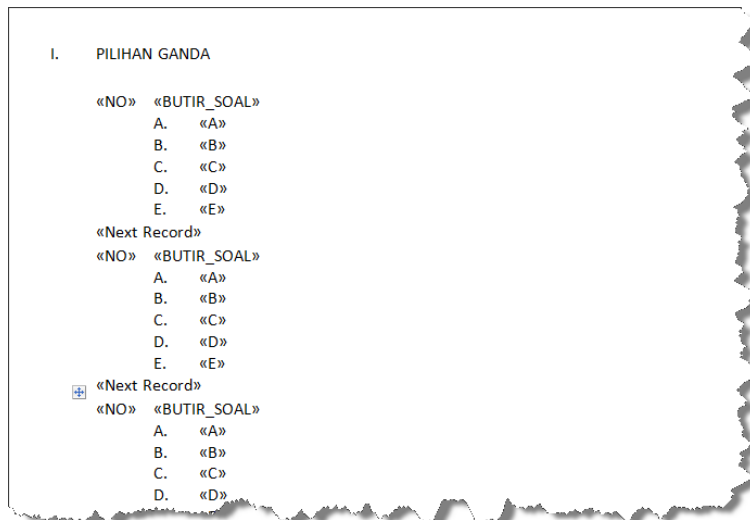 I. PILIHAN GANDA
«NO» «BUTIR_SOAL»
A. «A»
B. «B»
C. «C»
D. «D»
E. «E»
«Next Record»
«NO» «BUTIR_SOAL»
A. «A»
B. «B»
C. «C»
D. «D»
E. «E»
«Next Record»
«NO» «BUTIR_SOAL»
A. «A»
B. «B»
C. «C»
D. «D»